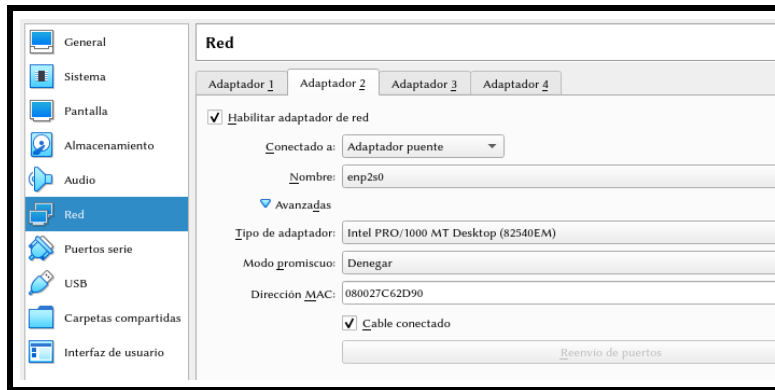 General
Sistema
Pantalla
Almacenamiento
Audio
Red
Puertos serie
USB
Carpetas compartidas
Interfaz de usuario
Red
Adaptador 1 Adaptador 2 Adaptador 3 Adaptador 4
Habilitar adaptador de red
Conectado a: Adaptador puente
Nombre: enp2s0
Avanzadas
Tipo de adaptador: Intel PRO/1000 MT Desktop (82540EM)
Modo promiscuo: Denegar
Dirección MAC: 080027C62D90
Cable conectado
Reenvío de puertos